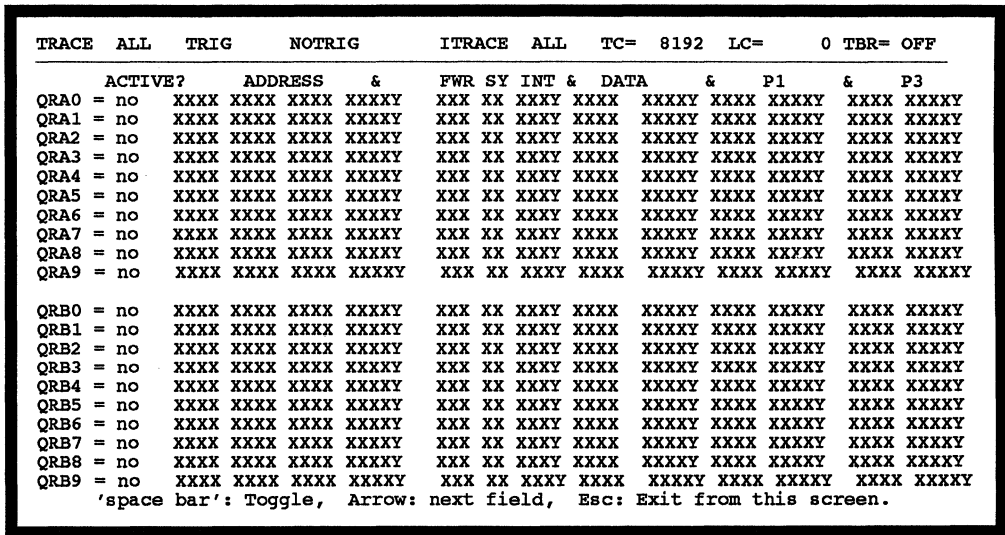 TRACE ALL TRIG NOTRIG ITRACE ALL TC= 8192 LC= 0 TBR= OFF
ACTIVE? ADDRESS & FWR SY INT & DATA & P1 & P3
QRA0 = no XXXX XXXX XXXX XXXXY XXX XX XXXY XXXX XXXXY XXXX XXXXY XXXX XXXXY
QRA1 = no XXXX XXXX XXXX XXXXY XXX XX XXXY XXXX XXXXY XXXX XXXXY XXXX XXXXY
QRA2 = no XXXX XXXX XXXX XXXXY XXX XX XXXY XXXX XXXXY XXXX XXXXY XXXX XXXXY
QRA3 = no XXXX XXXX XXXX XXXXY XXX XX XXXY XXXX XXXXY XXXX XXXXY XXXX XXXXY
QRA4 = no XXXX XXXX XXXX XXXXY XXX XX XXXY XXXX XXXXY XXXX XXXXY XXXX XXXXY
QRA5 = no XXXX XXXX XXXX XXXXY XXX XX XXXY XXXX XXXXY XXXX XXXXY XXXX XXXXY
QRA6 = no XXXX XXXX XXXX XXXXY XXX XX XXXY XXXX XXXXY XXXX XXXXY XXXX XXXXY
QRA7 = no XXXX XXXX XXXX XXXXY XXX XX XXXY XXXX XXXXY XXXX XXXXY XXXX XXXXY
QRA8 = no XXXX XXXX XXXX XXXXY XXX XX XXXY XXXX XXXXY XXXX XXXXY XXXX XXXXY
QRA9 = no XXXX XXXX XXXX XXXXY XXX XX XXXY XXXX XXXXY XXXX XXXXY XXXX XXXXY
QRB0 = no XXXX XXXX XXXX XXXXY XXX XX XXXY XXXX XXXXY XXXX XXXXY XXXX XXXXY
QRB1 = no XXXX XXXX XXXX XXXXY XXX XX XXXY XXXX XXXXY XXXX XXXXY XXXX XXXXY
QRB2 = no XXXX XXXX XXXX XXXXY XXX XX XXXY XXXX XXXXY XXXX XXXXY XXXX XXXXY
QRB3 = no XXXX XXXX XXXX XXXXY XXX XX XXXY XXXX XXXXY XXXX XXXXY XXXX XXXXY
QRB4 = no XXXX XXXX XXXX XXXXY XXX XX XXXY XXXX XXXXY XXXX XXXXY XXXX XXXXY
QRB5 = no XXXX XXXX XXXX XXXXY XXX XX XXXY XXXX XXXXY XXXX XXXXY XXXX XXXXY
QRB6 = no XXXX XXXX XXXX XXXXY XXX XX XXXY XXXX XXXXY XXXX XXXXY XXXX XXXXY
QRB7 = no XXXX XXXX XXXX XXXXY XXX XX XXXY XXXX XXXXY XXXX XXXXY XXXX XXXXY
QRB8 = no XXXX XXXX XXXX XXXXY XXX XX XXXY XXXX XXXXY XXXX XXXXY XXXX XXXXY
QRB9 = no XXXX XXXX XXXX XXXXY XXX XX XXXY XXXX XXXXY XXXX XXXXY XXXX XXXXY
'space bar': Toggle, Arrow: next field, Esc: Exit from this screen.